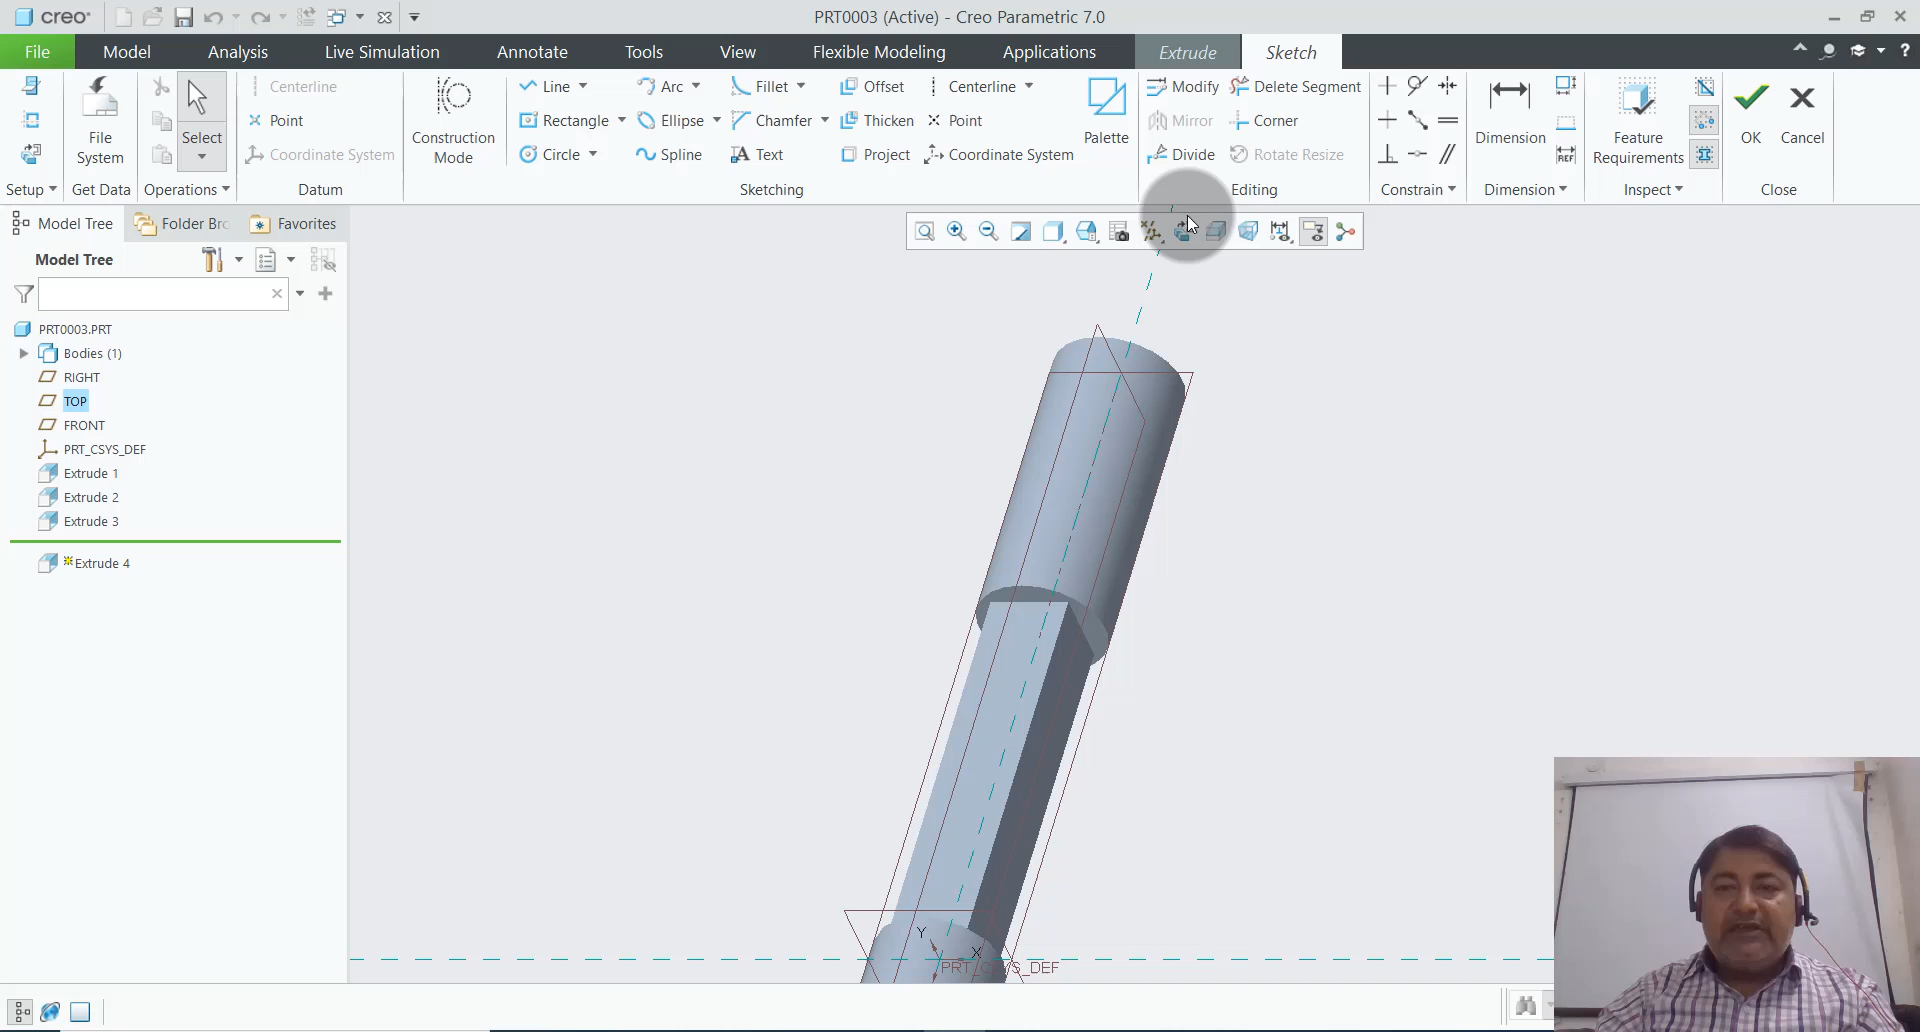 creo
PRT0003 (Active) - Creo Parametric 7.0
File
Model
Analysis
Live Simulation
Annotate
Tools
View
Flexible Modeling
Applications
Extrude
Sketch
Setup
File System
Get Data
Select
Operations
Centerline
Point
Coordinate System
Datum
Construction Mode
Line
Rectangle
Circle
Arc
Ellipse
Spline
Fillet
Chamfer
Text
Offset
Thicken
Project
Centerline
Point
Coordinate System
Palette
Sketching
Modify
Mirror
Divide
Delete Segment
Corner
Rotate Resize
Editing
Constrain
Dimension
REF
Dimension
Feature Requirements
Inspect
OK
Cancel
Close
Model Tree
Folder Brc
Favorites
Model Tree
PRT0003.PRT
Bodies (1)
RIGHT
TOP
FRONT
PRT_CSYS_DEF
Extrude 1
Extrude 2
Extrude 3
Extrude 4
Y
X
PRT_CSYS_DEF